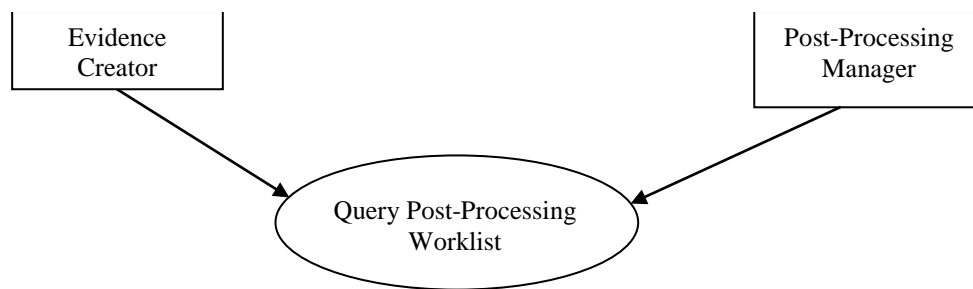 Evidence
Creator
Post-Processing
Manager
Query Post-Processing
Worklist